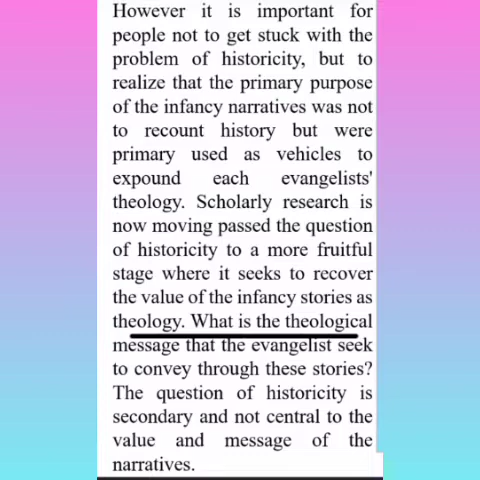 However it is important for
people not to get stuck with the
problem of historicity, but to
realize that the primary purpose
of the infancy narratives was not
to recount history but were
primary used as vehicles to
expound each evangelists'
theology. Scholarly research is
now moving passed the question
of historicity to a more fruitful
stage where it seeks to recover
the value of the infancy stories as
theology. What is the theological
message that the evangelist seek
to convey through these stories?
The question of historicity is
secondary and not central to the
value and message of the
narratives.